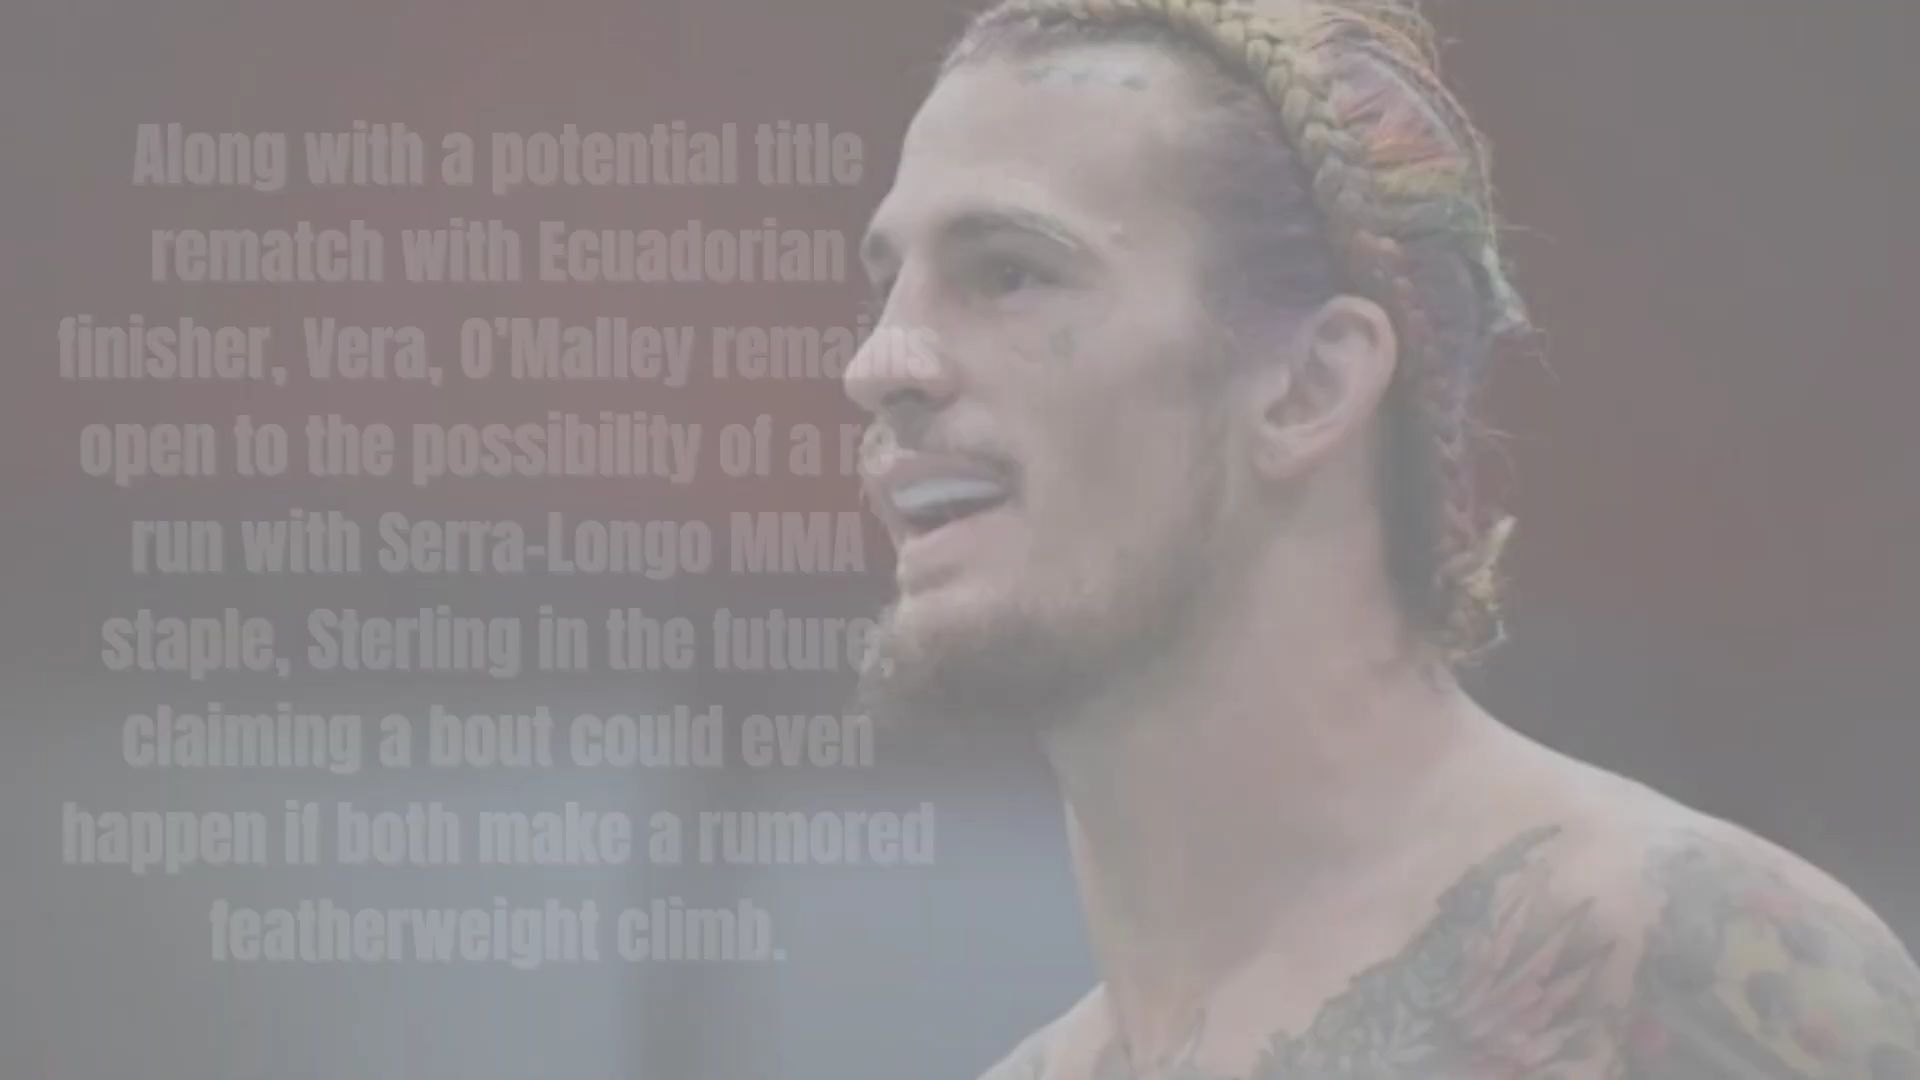 Along with a potential title
rematch with Ecuadorian
finisher, Vera, O’Malley remains
open to the possibility of a re
run with Serra-Longo MMA
staple, Sterling in the future,
claiming a bout could even
happen if both make a rumored
featherweight climb.